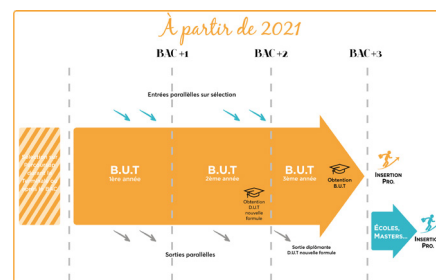 À partir de 2021
BAC+1
BAC+2
BAC+3
Entrées parallèles sur sélection
B.U.T
1ère année
B.U.T
2ème année
B.U.T
3ème année
Obtention
D.U.T
nouvelle
formule
Obtention
B.U.T
INSERTION
PRO.
ÉCOLES,
MASTERS...
INSERTION
PRO.
Sorties parallèles
Sortie diplômante
D.U.T nouvelle formule